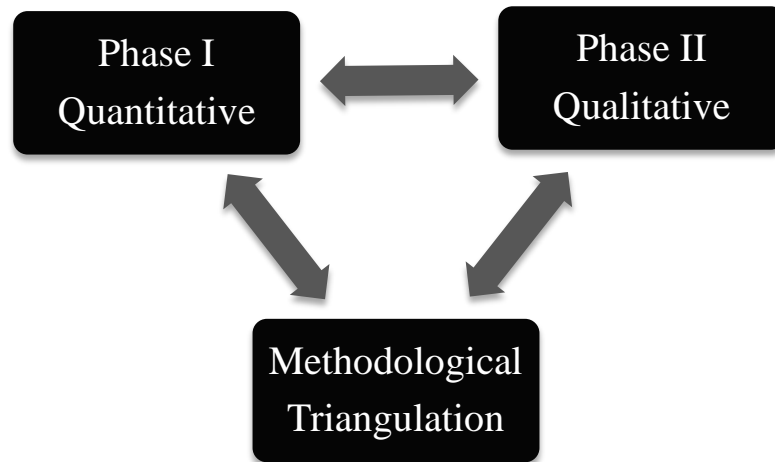 Phase I
Quantitative
Phase II
Qualitative
Methodological
Triangulation